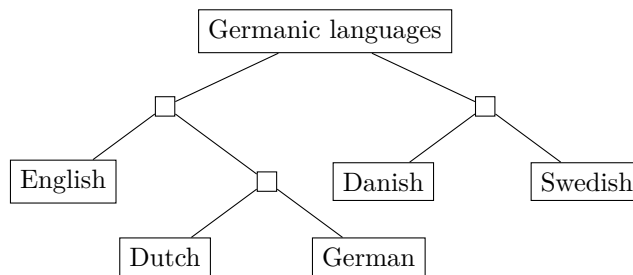 Germanic languages
English
Danish
Swedish
Dutch
German